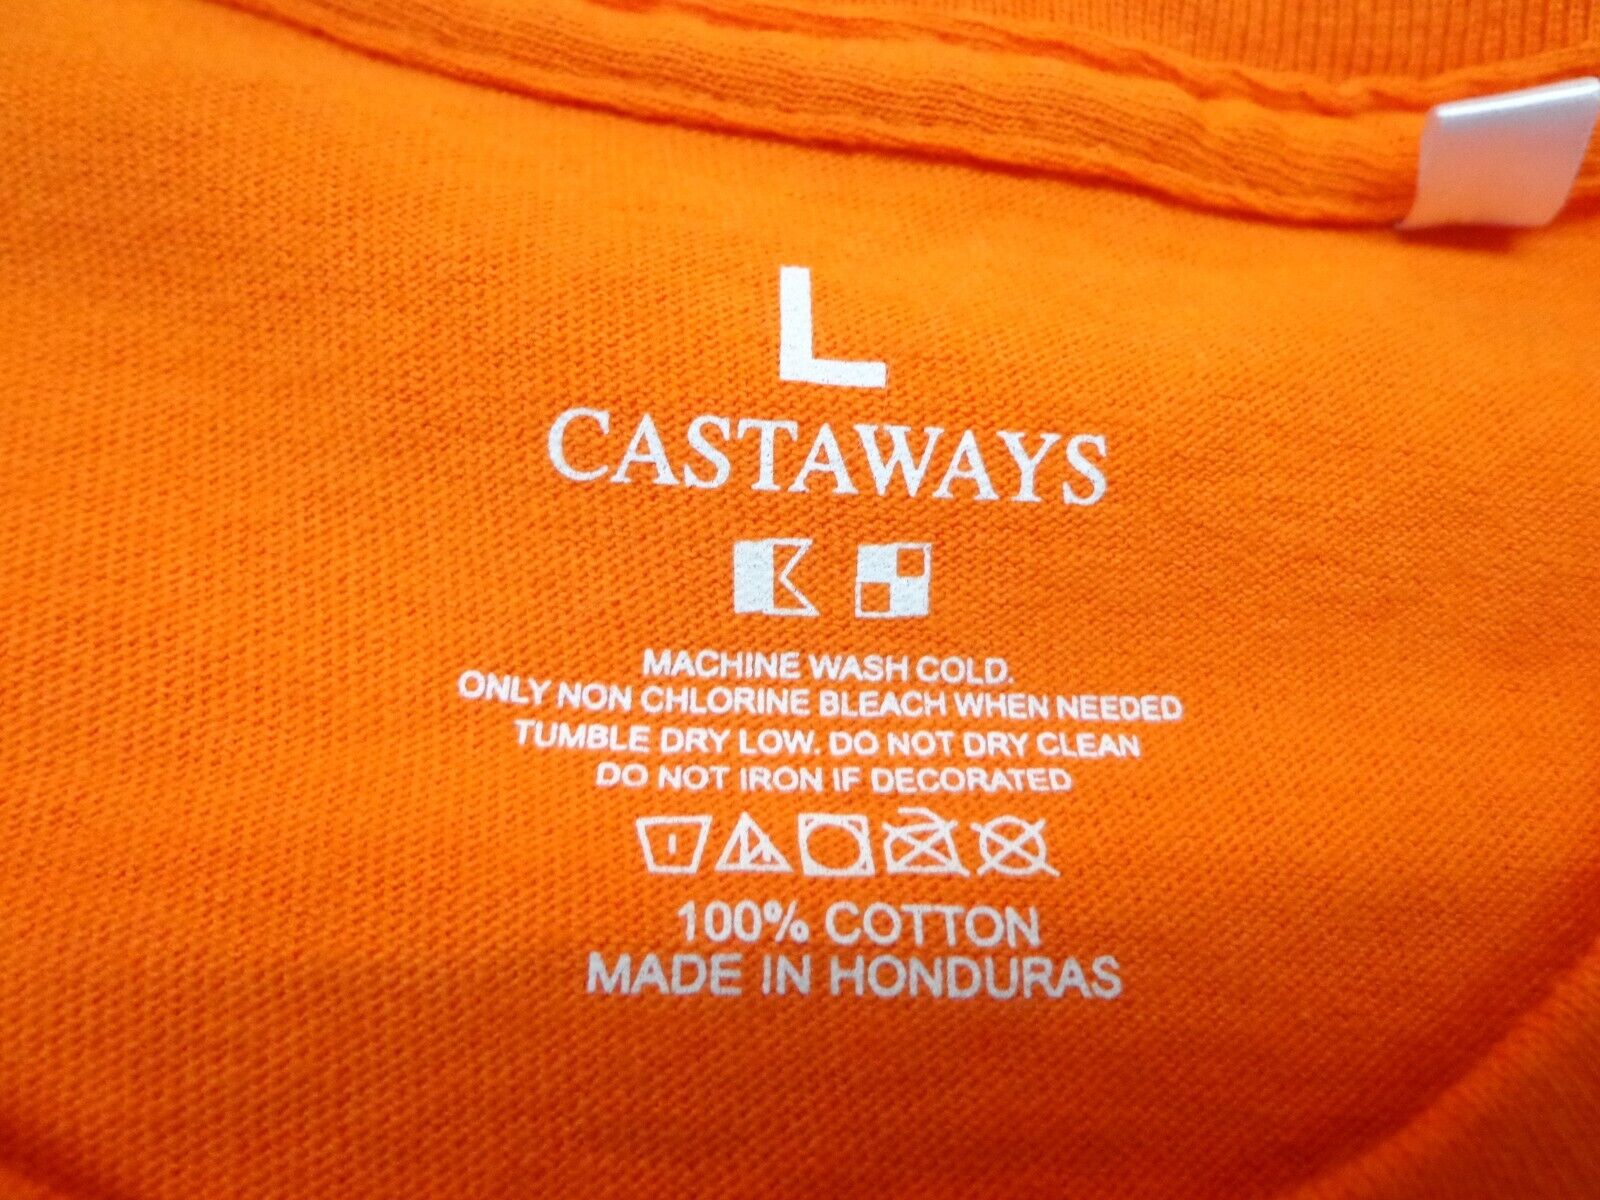 L
CASTAWAYS
MACHINE WASH COLD.
ONLY NON CHLORINE BLEACH WHEN NEEDED
TUMBLE DRY LOW. DO NOT DRY CLEAN
DO NOT IRON IF DECORATED
100% COTTON
MADE IN HONDURAS